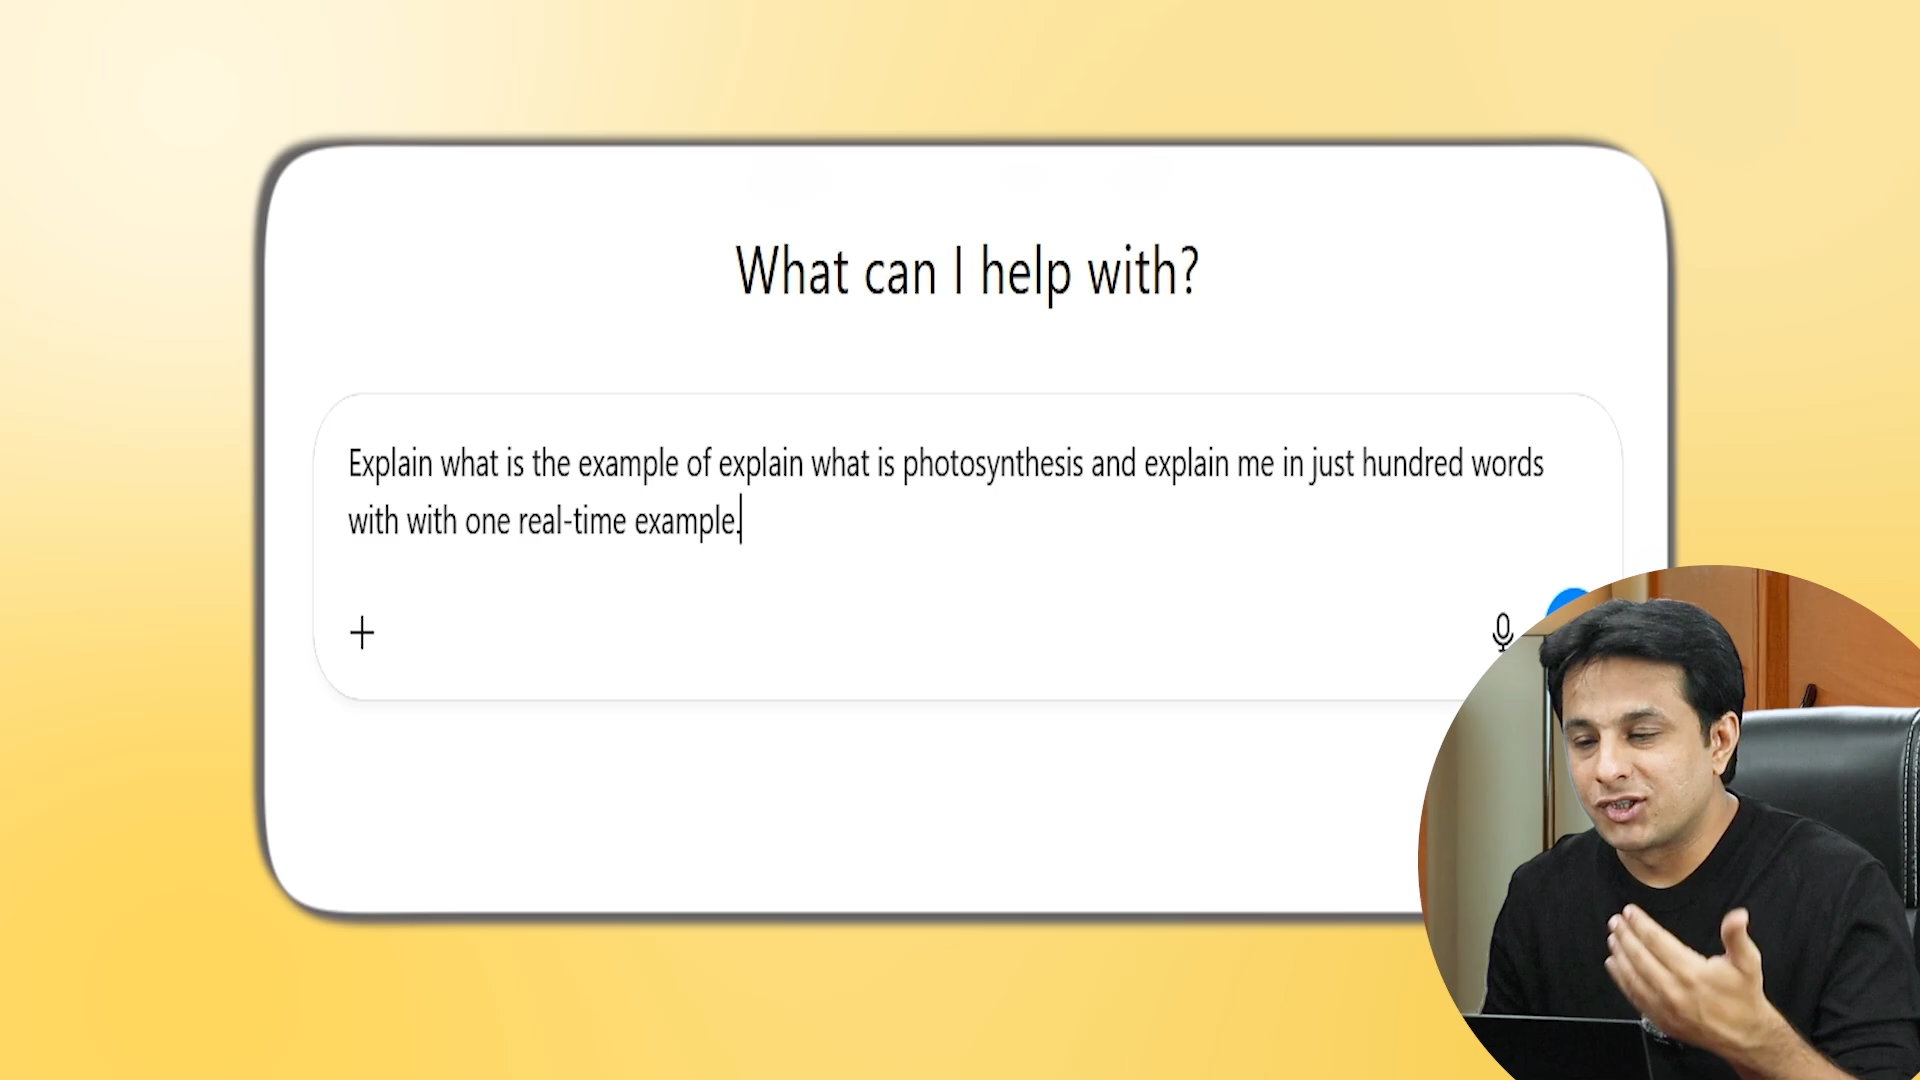 What can I help with?
Explain what is the example of explain what is photosynthesis and explain me in just hundred words
with with one real-time example.